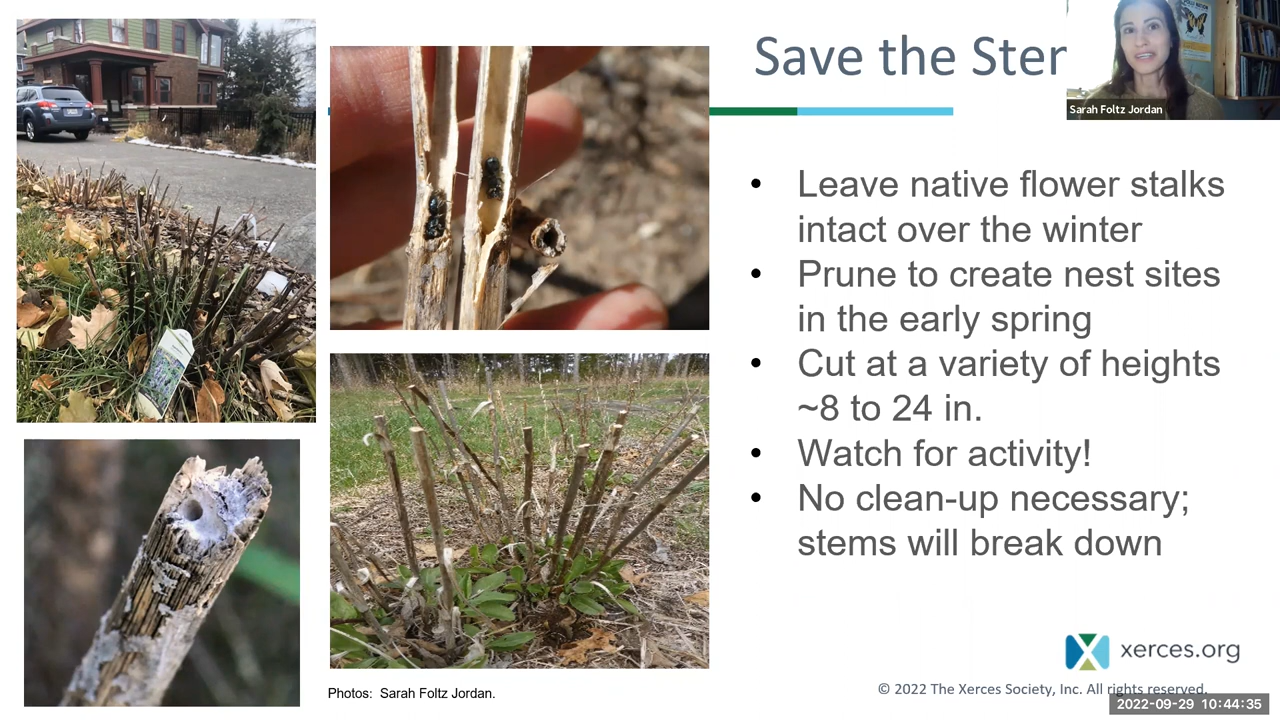 Save the Ster
Sarah Foltz Jordan
• Leave native flower stalks
intact over the winter
• Prune to create nest sites
in the early spring
• Cut at a variety of heights
~8 to 24 in.
• Watch for activity!
• No clean-up necessary;
stems will break down
xerces.org
Photos: Sarah Foltz Jordan.
© 2022 The Xerces Society, Inc. All rights reserved.
2022-09-29 10:44:35